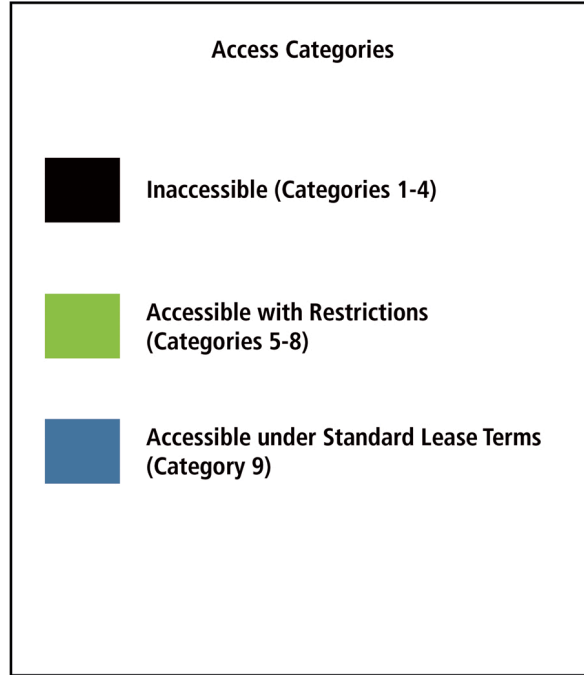 Access Categories
Inaccessible (Categories 1-4)
Accessible with Restrictions
(Categories 5-8)
Accessible under Standard Lease Terms
(Category 9)